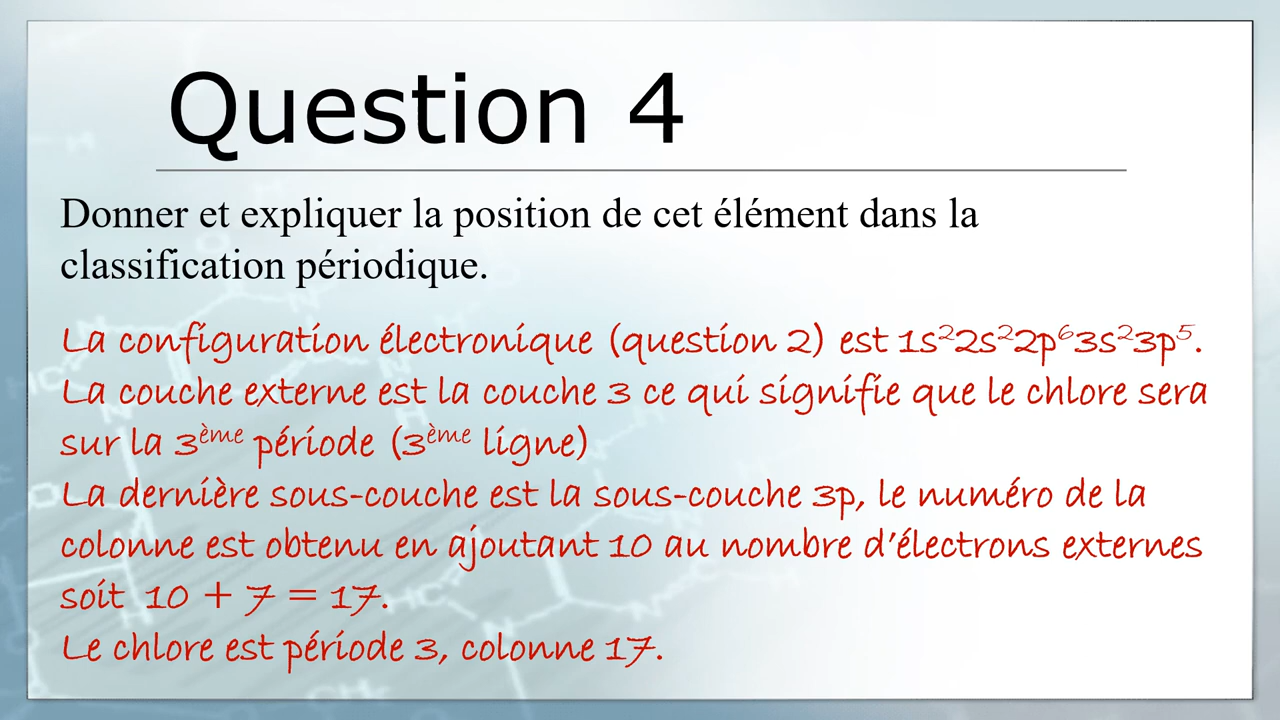 Question 4
Donner et expliquer la position de cet élément dans la
classification périodique.
La configuration électronique (question 2) est 1s²2s²2p⁶3s²3p⁵.
La couche externe est la couche 3 ce qui signifie que le chlore sera
sur la 3ème période (3ème ligne)
La dernière sous-couche est la sous-couche 3p, le numéro de la
colonne est obtenu en ajoutant 10 au nombre d’électrons externes
soit 10 + 7 = 17.
Le chlore est période 3, colonne 17.